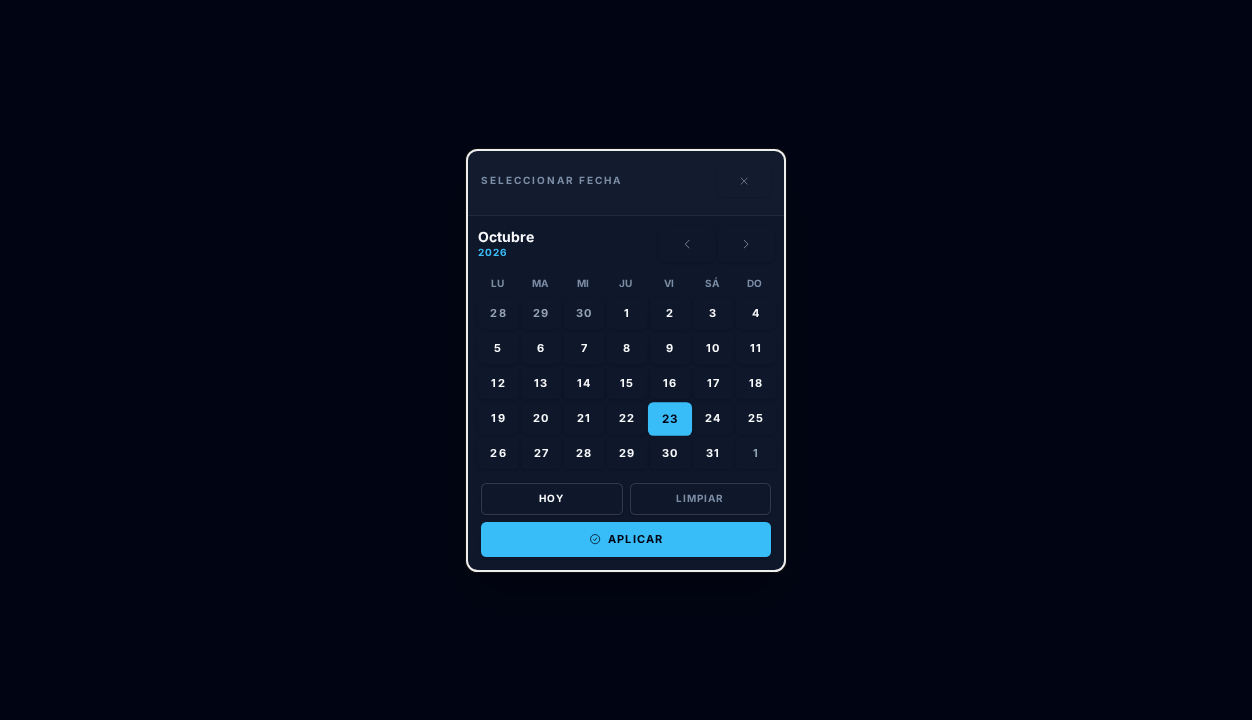 SELECCIONAR FECHA
Octubre
2026
LU MA MI JU VI SÁ DO
28 29 30 1 2 3 4
5 6 7 8 9 10 11
12 13 14 15 16 17 18
19 20 21 22 23 24 25
26 27 28 29 30 31 1
HOY LIMPIAR
APLICAR